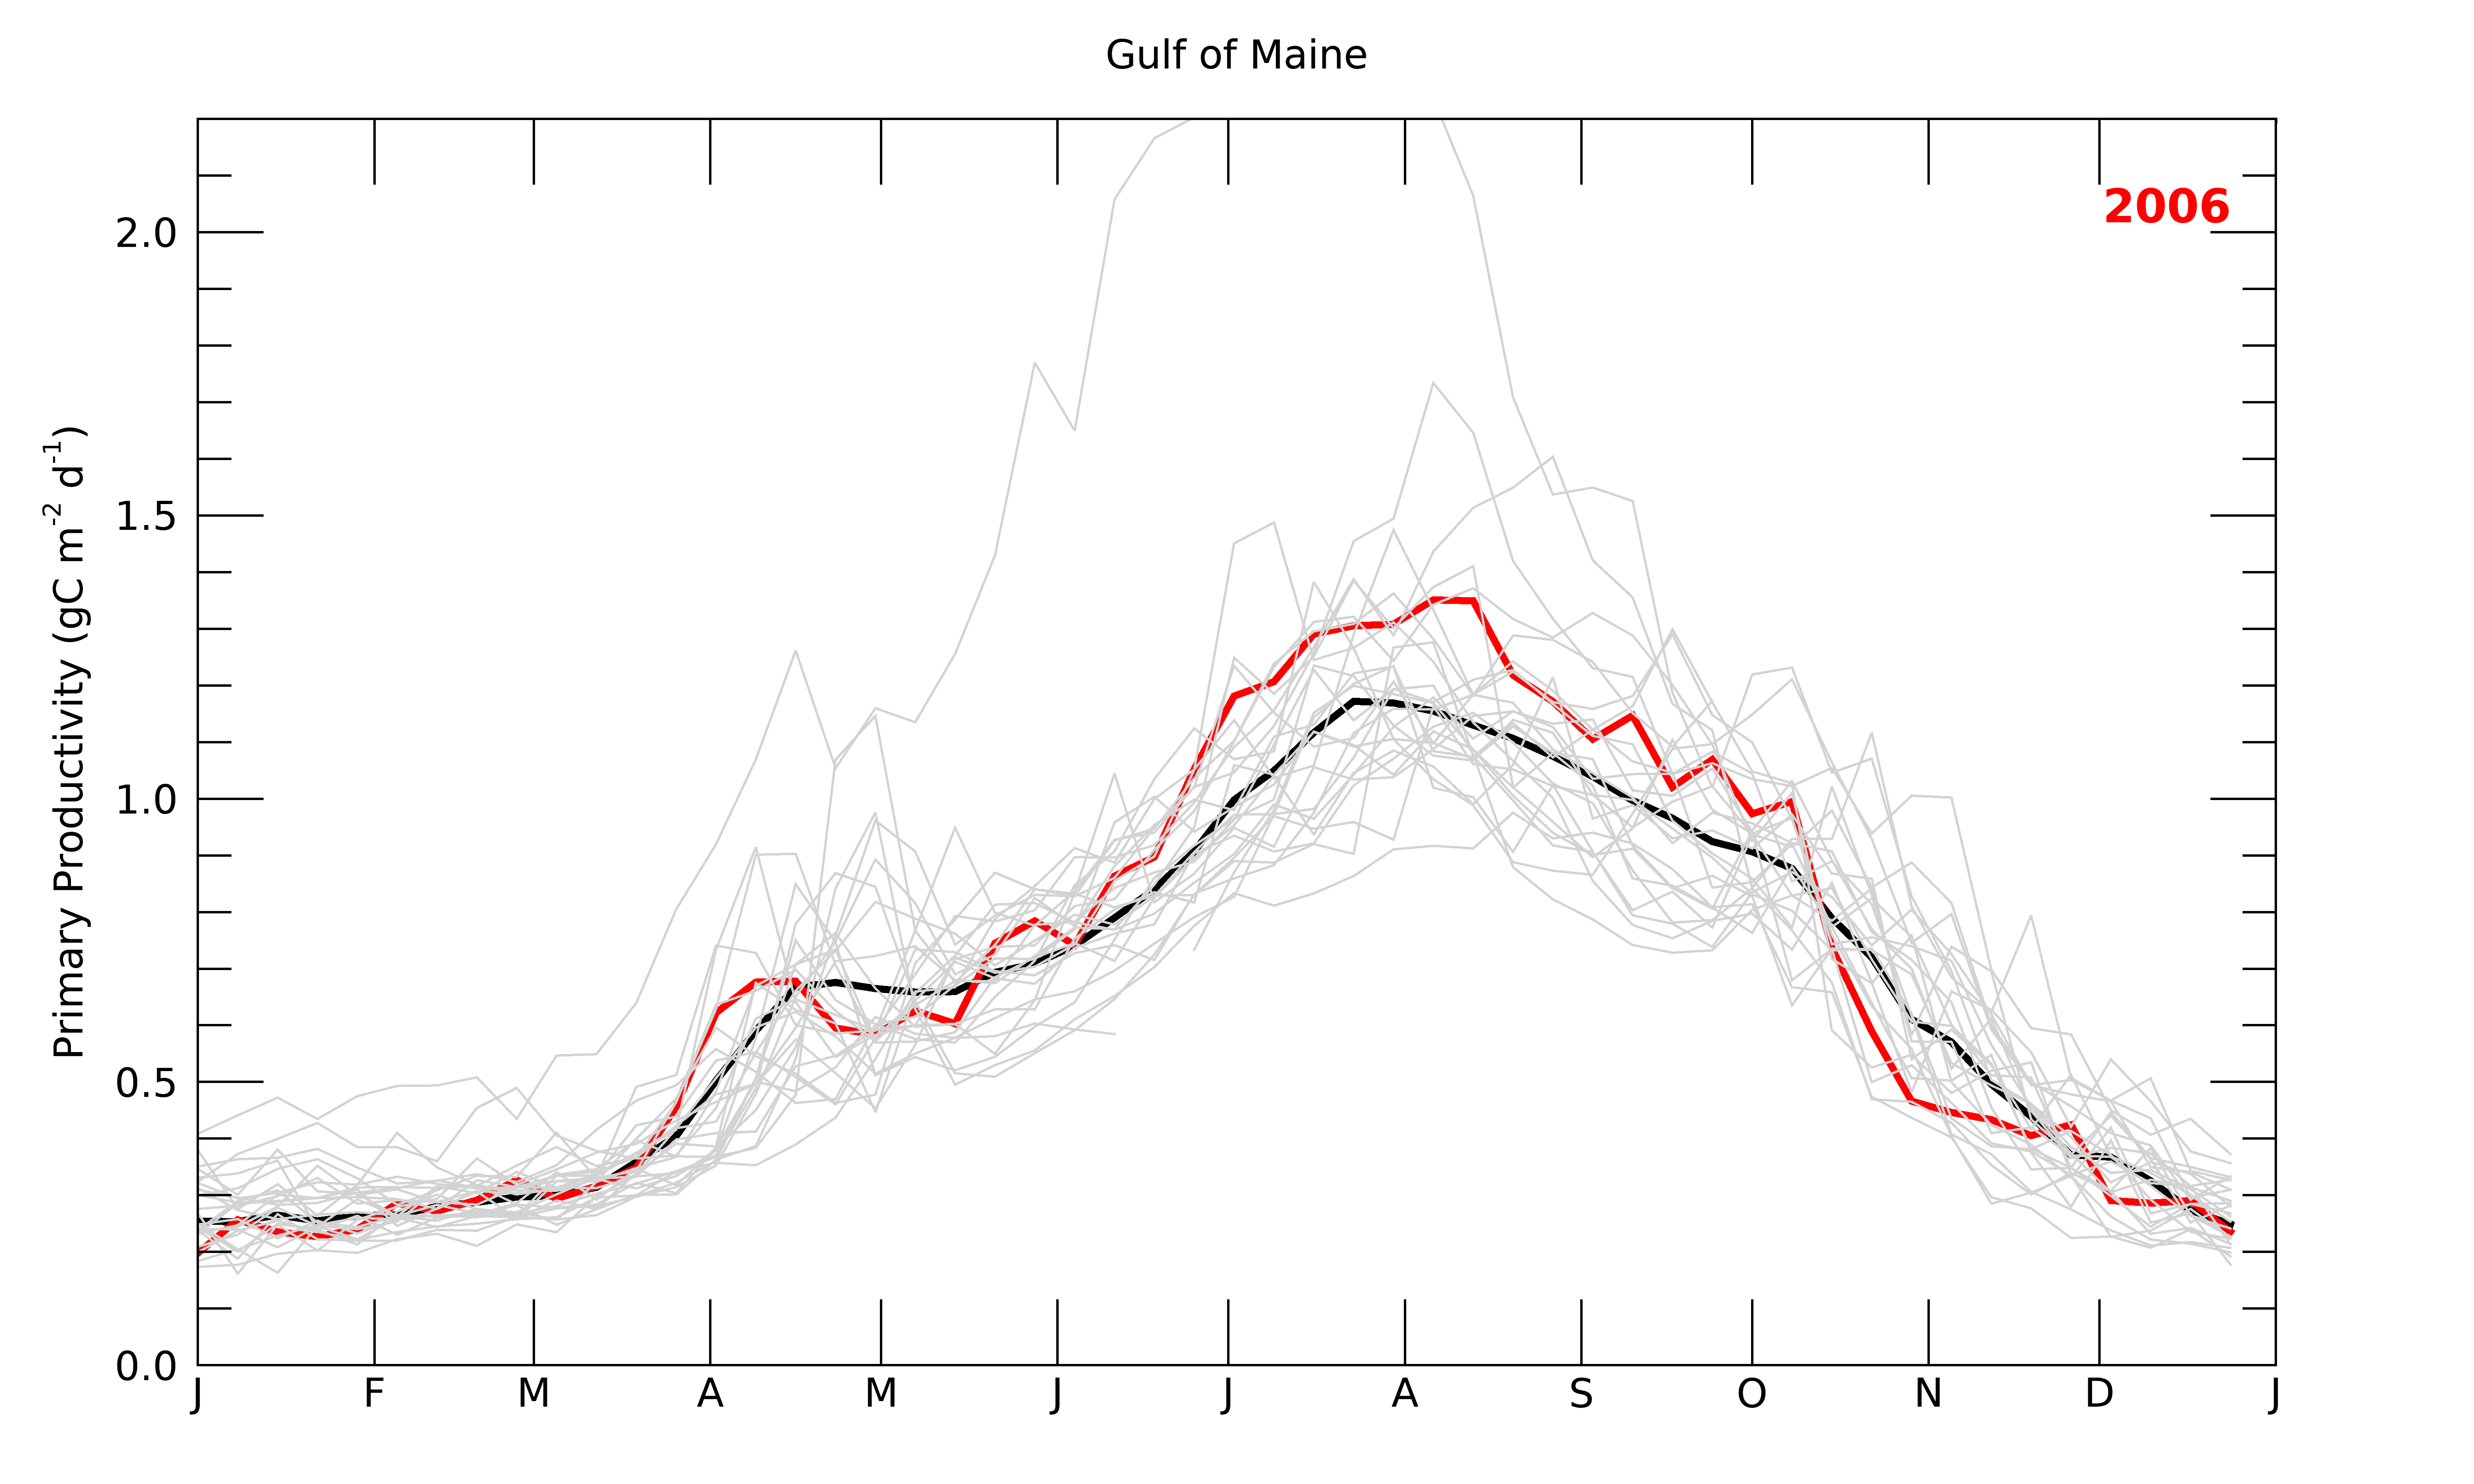 Gulf of Maine
2006
Primary Productivity (gC m-2 d-1)
2.0
1.5
1.0
0.5
0.0
J F M A M J J A S O N D J